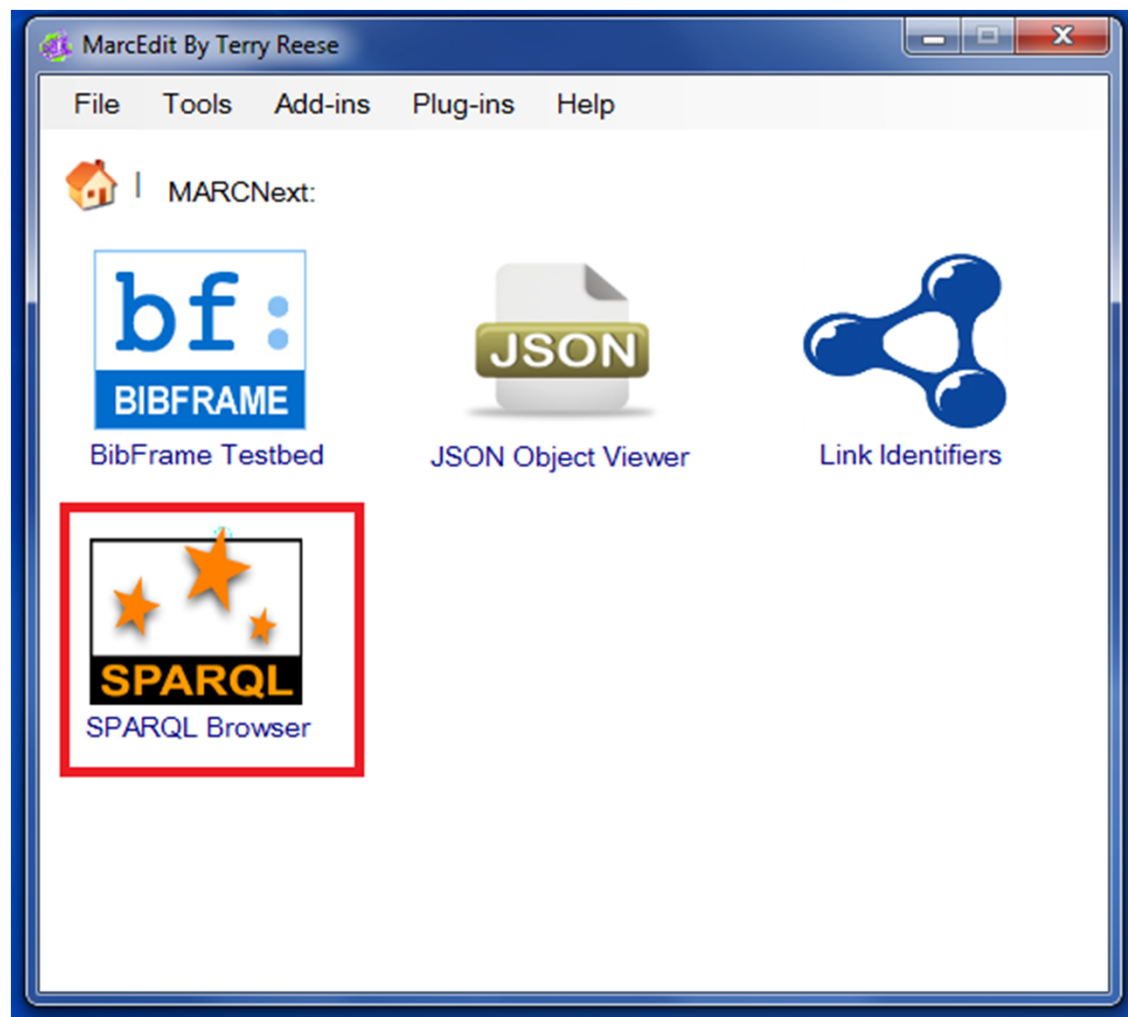 MarcEdit By Terry Reese
File Tools Add-ins Plug-ins Help
MARCNext:
bf:
BIBFRAME
BibFrame Testbed
JSON
JSON Object Viewer
Link Identifiers
SPARQL
SPARQL Browser